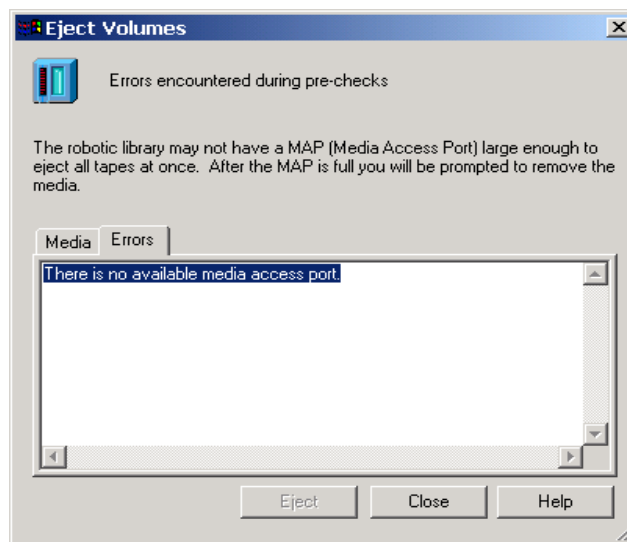 Eject Volumes
Errors encountered during pre-checks
The robotic library may not have a MAP (Media Access Port) large enough to
eject all tapes at once. After the MAP is full you will be prompted to remove the
media.
Media Errors
There is no available media access port.
Eject Close Help